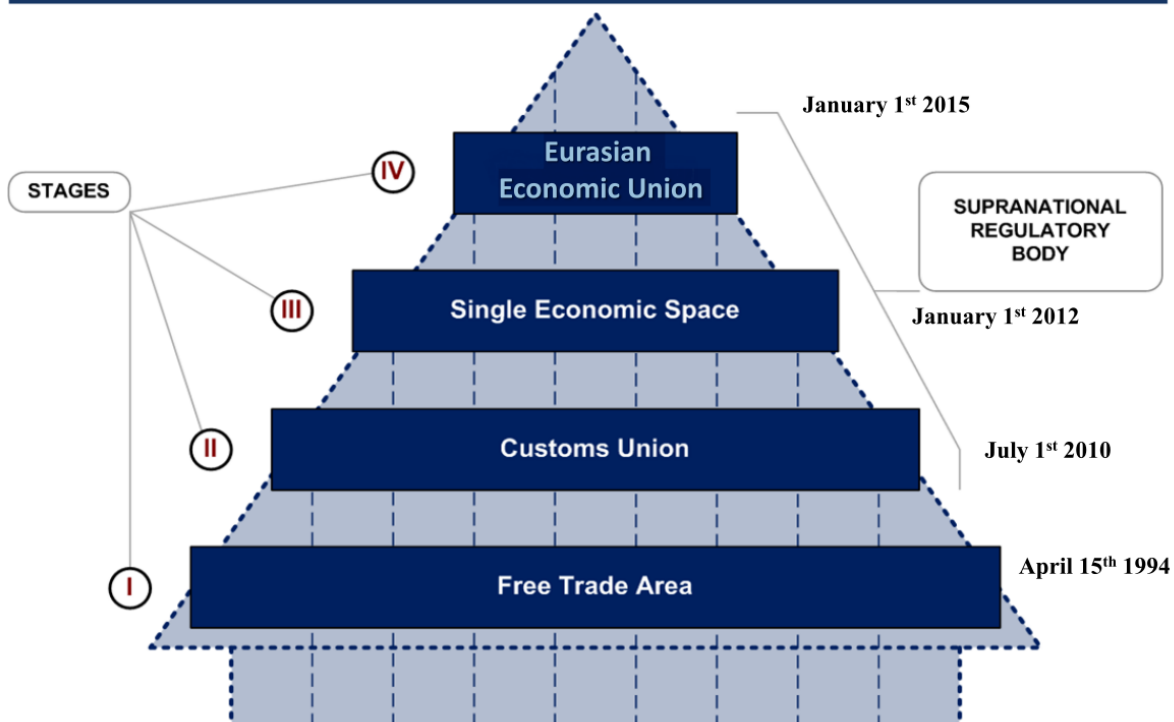 January 1st 2015
Eurasian
Economic Union
IV
STAGES
SUPRANATIONAL
REGULATORY
BODY
III
Single Economic Space
January 1st 2012
II
Customs Union
July 1st 2010
I
Free Trade Area
April 15th 1994